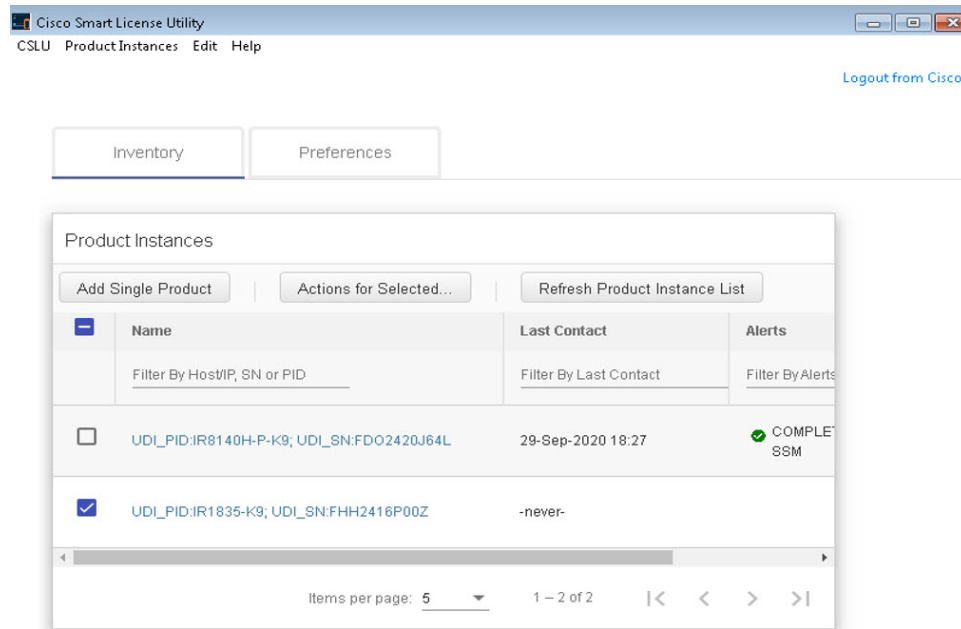 Cisco Smart License Utility
CSLU Product Instances Edit Help
Logout from Cisco
Inventory Preferences
Product Instances
Add Single Product Actions for Selected... Refresh Product Instance List
Name Last Contact Alerts
Filter By Host/IP, SN or PID Filter By Last Contact Filter By Alerts
UDI_PID:IR8140H-P-K9; UDI_SN:FDO2420J64L 29-Sep-2020 18:27 COMPLET
SSM
UDI_PID:IR1835-K9; UDI_SN:FHH2416P00Z -never-
Items per page: 5 1 – 2 of 2